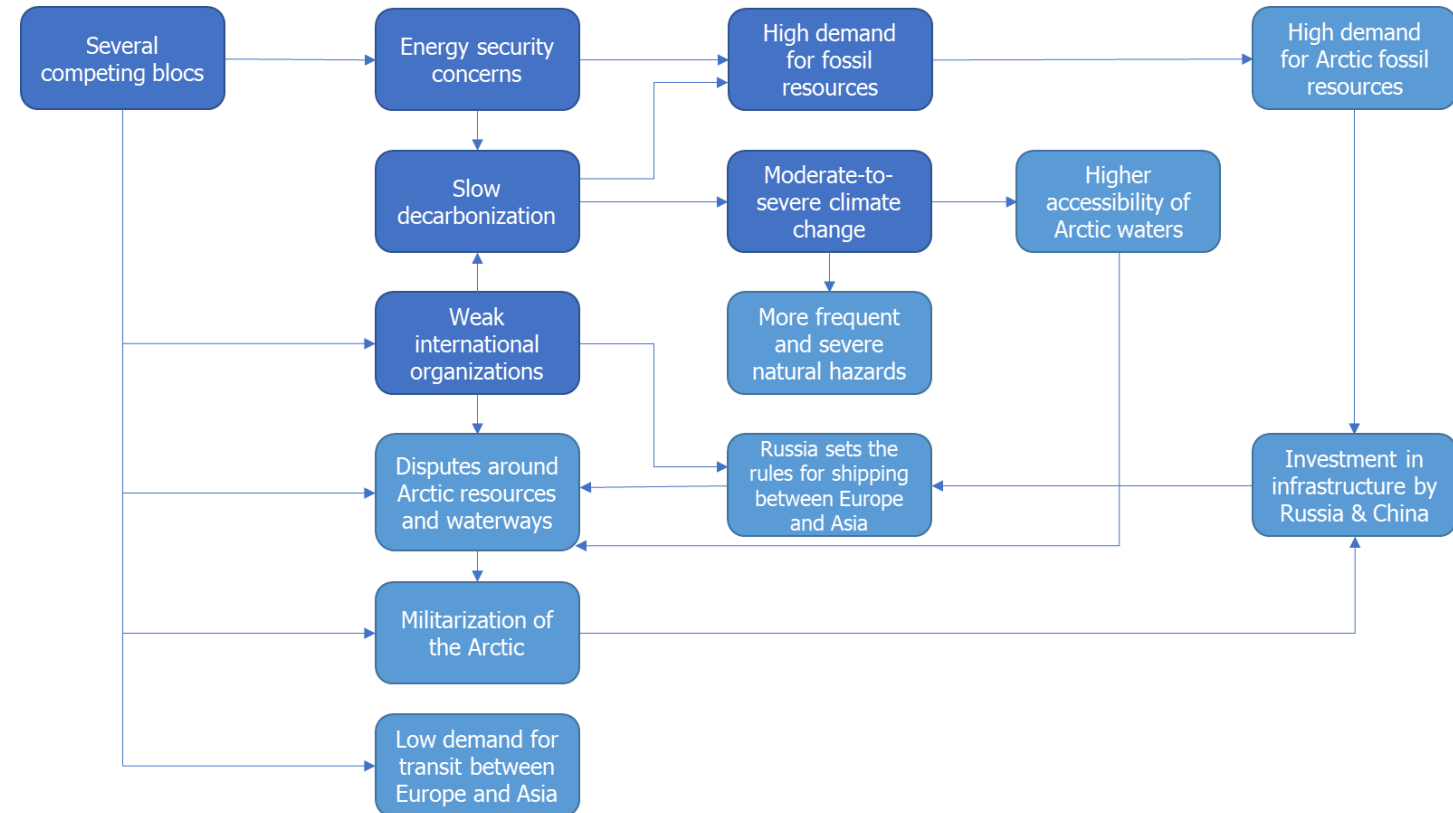 Several
competing blocs
Energy security
concerns
High demand
for fossil
resources
High demand
for Arctic fossil
resources
Slow
decarbonization
Moderate-to-
severe climate
change
Higher
accessibility of
Arctic waters
Weak
international
organizations
More frequent
and severe
natural hazards
Disputes around
Arctic resources
and waterways
Russia sets the
rules for shipping
between Europe
and Asia
Investment in
infrastructure by
Russia & China
Militarization of
the Arctic
Low demand for
transit between
Europe and Asia